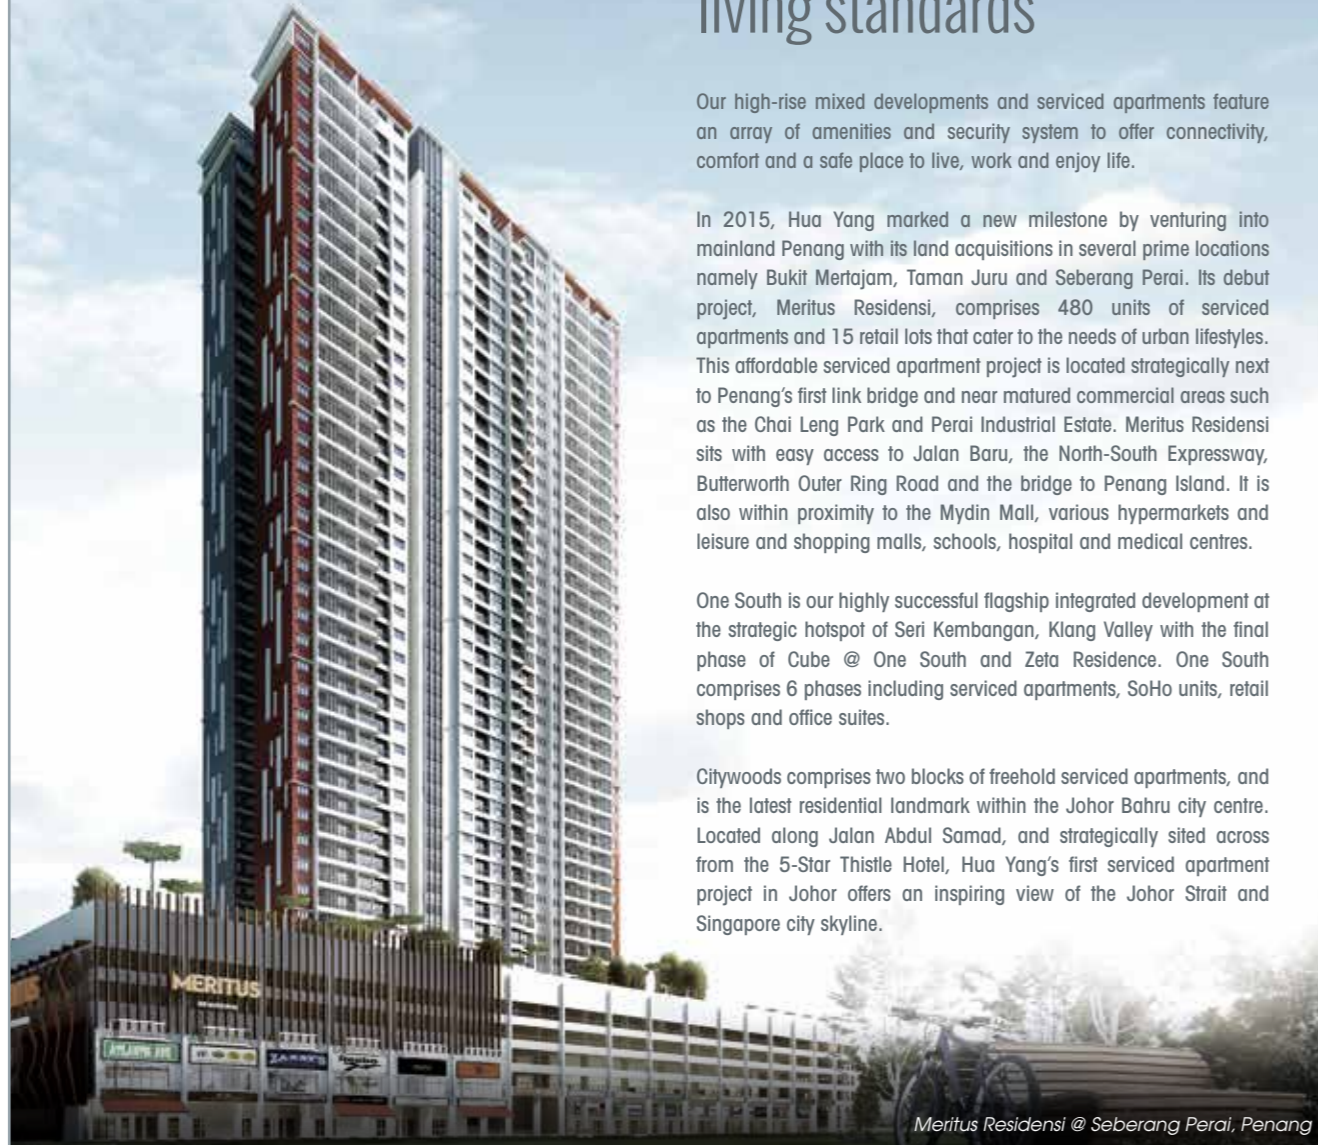 living standards
Our high-rise mixed developments and serviced apartments feature
an array of amenities and security system to offer connectivity,
comfort and a safe place to live, work and enjoy life.
In 2015, Hua Yang marked a new milestone by venturing into
mainland Penang with its land acquisitions in several prime locations
namely Bukit Mertajam, Taman Juru and Seberang Perai. Its debut
project, Meritus Residensi, comprises 480 units of serviced
apartments and 15 retail lots that cater to the needs of urban lifestyles.
This affordable serviced apartment project is located strategically next
to Penang’s first link bridge and near matured commercial areas such
as the Chai Leng Park and Perai Industrial Estate. Meritus Residensi
sits with easy access to Jalan Baru, the North-South Expressway,
Butterworth Outer Ring Road and the bridge to Penang Island. It is
also within proximity to the Mydin Mall, various hypermarkets and
leisure and shopping malls, schools, hospital and medical centres.
One South is our highly successful flagship integrated development at
the strategic hotspot of Seri Kembangan, Klang Valley with the final
phase of Cube @ One South and Zeta Residence. One South
comprises 6 phases including serviced apartments, SoHo units, retail
shops and office suites.
Citywoods comprises two blocks of freehold serviced apartments, and
is the latest residential landmark within the Johor Bahru city centre.
Located along Jalan Abdul Samad, and strategically sited across
from the 5-Star Thistle Hotel, Hua Yang’s first serviced apartment
project in Johor offers an inspiring view of the Johor Strait and
Singapore city skyline.
MERITUS
ATLANTIC AVE
Meritus Residensi @ Seberang Perai, Penang